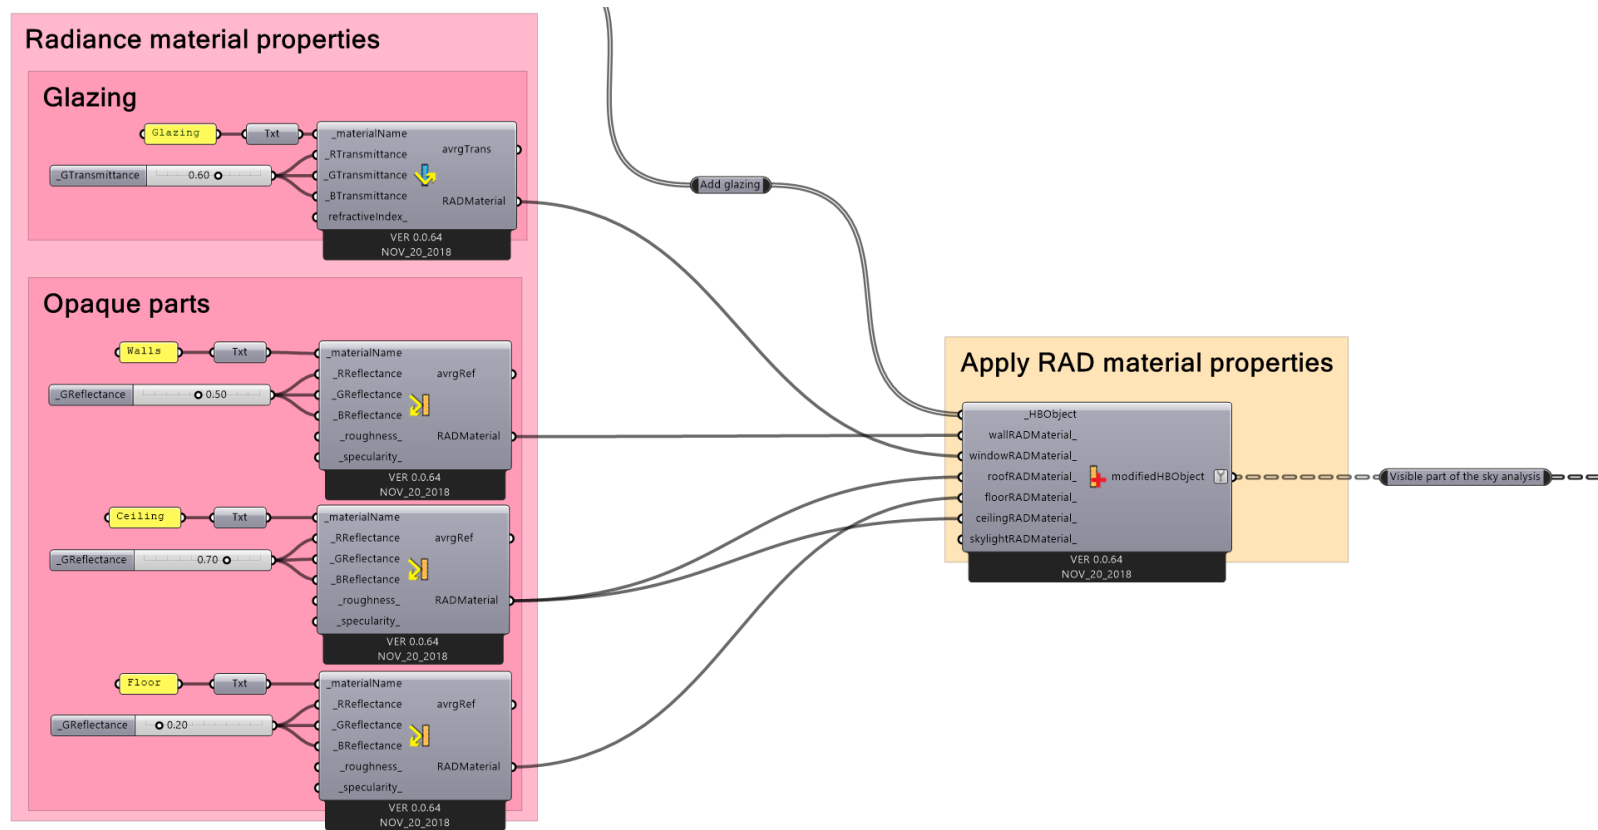 Radiance material properties
Glazing
Glazing
Txt
_materialName
_RTransmittance
_GTransmittance
_BTransmittance
refractiveIndex_
avrgTrans
RADMaterial
_GTransmittance
0.60
VER 0.0.64
NOV_20_2018
Opaque parts
Walls
Txt
_materialName
_RReflectance
_GReflectance
_BReflectance
_roughness_
_specularity_
avrgRef
RADMaterial
_GReflectance
0.50
VER 0.0.64
NOV_20_2018
Ceiling
Txt
_materialName
_RReflectance
_GReflectance
_BReflectance
_roughness_
_specularity_
avrgRef
RADMaterial
_GReflectance
0.70
VER 0.0.64
NOV_20_2018
Floor
Txt
_materialName
_RReflectance
_GReflectance
_BReflectance
_roughness_
_specularity_
avrgRef
RADMaterial
_GReflectance
0.20
VER 0.0.64
NOV_20_2018
Add glazing
Apply RAD material properties
_HBObject
wallRADMaterial_
windowRADMaterial_
roofRADMaterial_
floorRADMaterial_
ceilingRADMaterial_
skylightRADMaterial_
modifiedHBObject
VER 0.0.64
NOV_20_2018
Visible part of the sky analysis